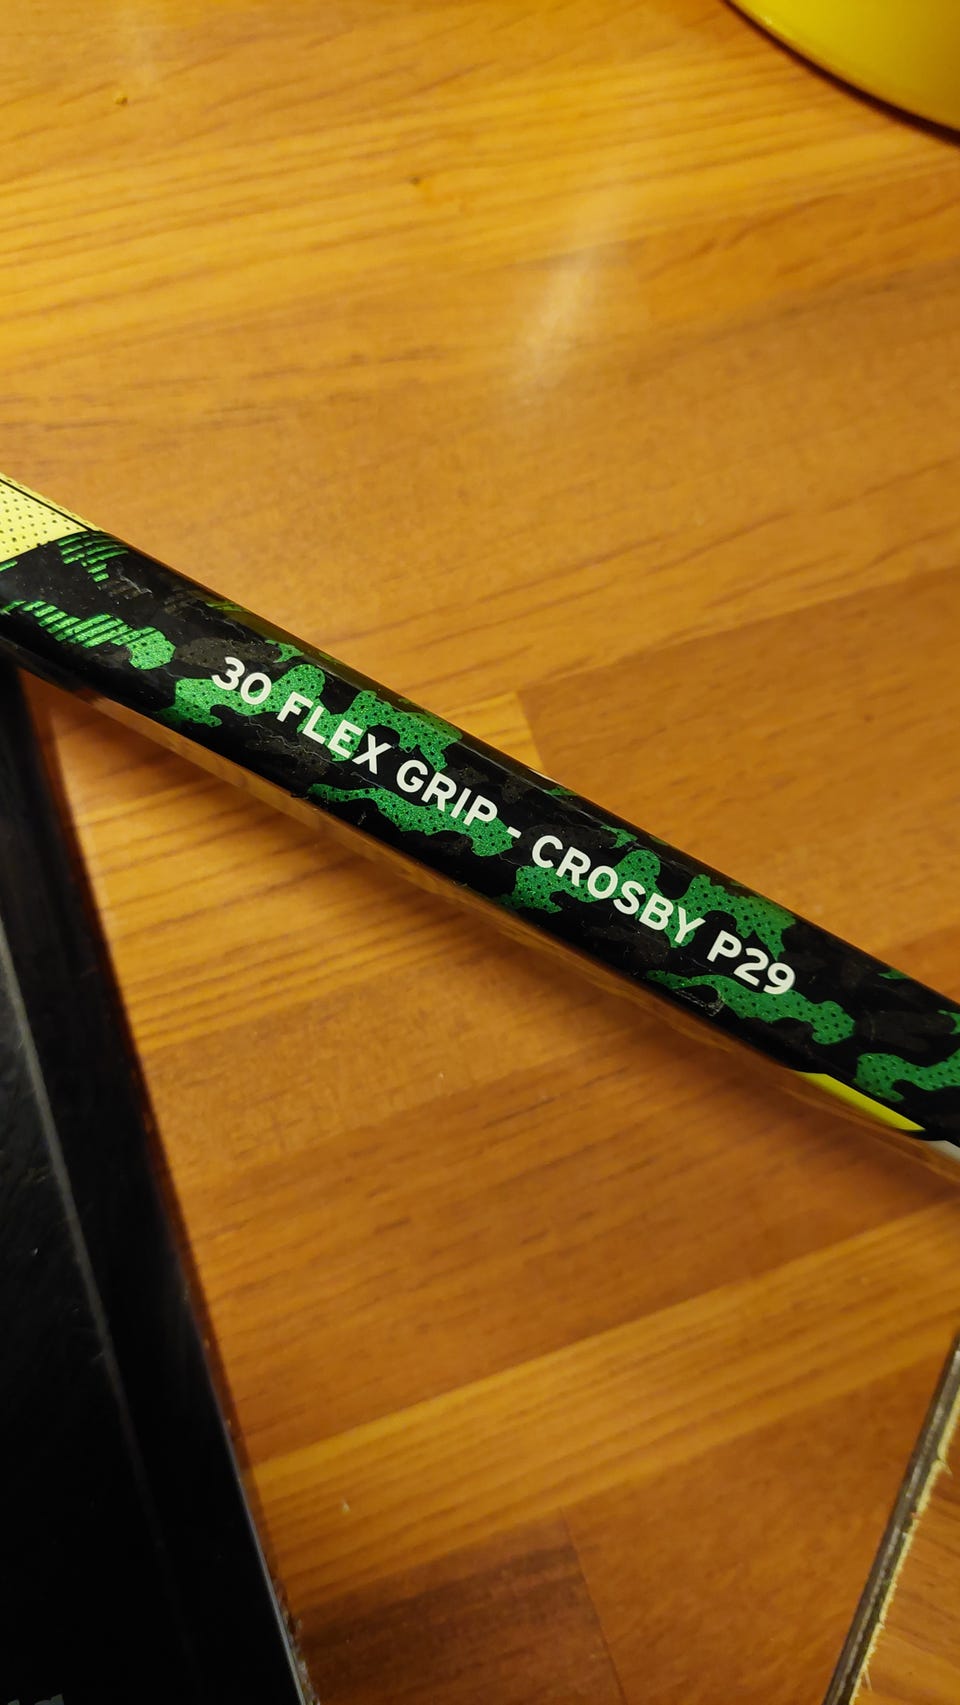 30 FLEX GRIP - CROSBY P29